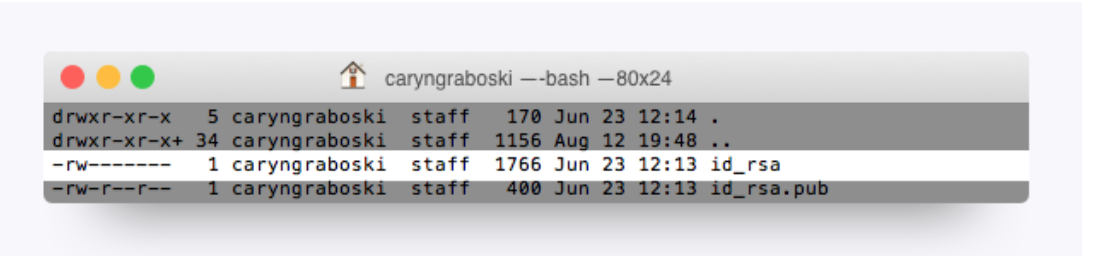 caryngraboski —-bash —80x24
drwxr-xr-x   5 caryngraboski  staff   170 Jun 23 12:14 .
drwxr-xr-x+ 34 caryngraboski  staff  1156 Aug 12 19:48 ..
-rw-------   1 caryngraboski  staff  1766 Jun 23 12:13 id_rsa
-rw-r--r--   1 caryngraboski  staff   400 Jun 23 12:13 id_rsa.pub